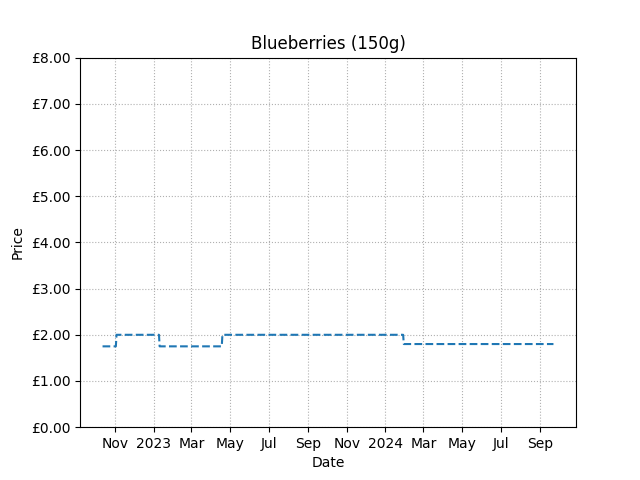 Blueberries (150g)
£8.00
£7.00
£6.00
£5.00
£4.00
£3.00
£2.00
£1.00
£0.00
Price
Nov 2023 Mar May Jul Sep Nov 2024 Mar May Jul Sep
Date